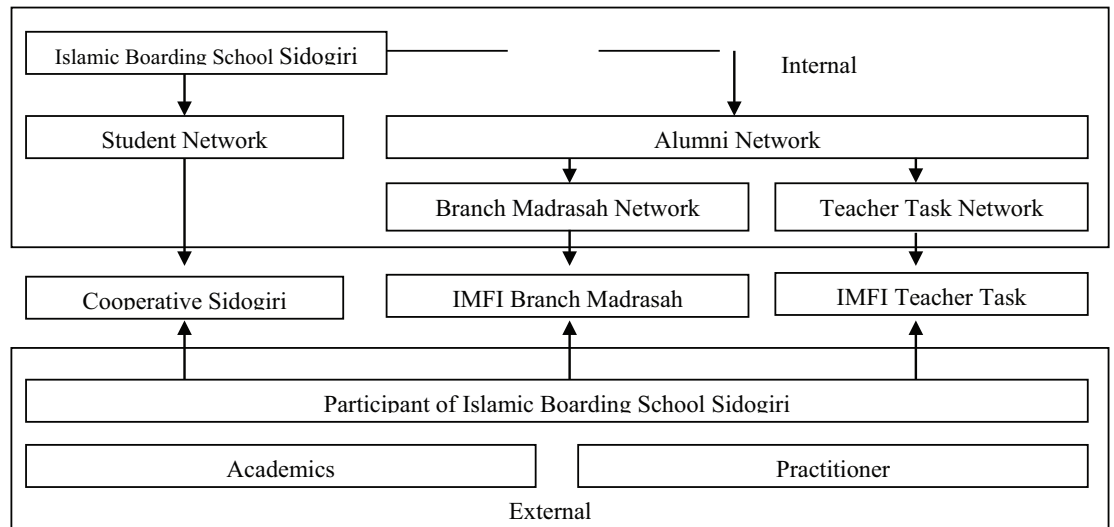 Islamic Boarding School Sidogiri
Internal
Student Network
Alumni Network
Branch Madrasah Network
Teacher Task Network
Cooperative Sidogiri
IMFI Branch Madrasah
IMFI Teacher Task
Participant of Islamic Boarding School Sidogiri
Academics
Practitioner
External